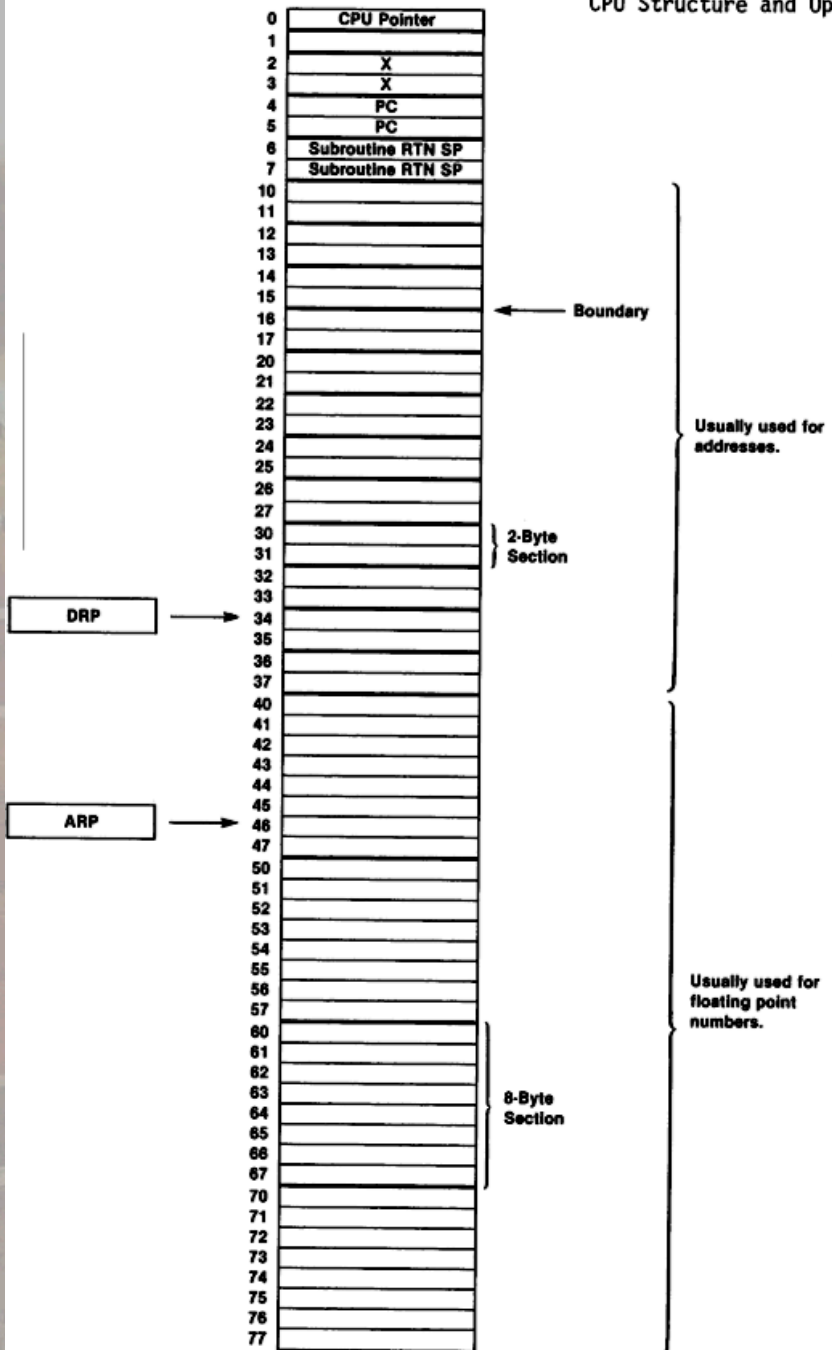 CPU Structure and Op
0 CPU Pointer
1
2 X
3 X
4 PC
5 PC
6 Subroutine RTN SP
7 Subroutine RTN SP
10
11
12
13
14
15
Boundary
16
17
20
21
22
23
Usually used for
addresses.
24
25
26
27
30
31
2-Byte
Section
32
33
DRP
34
35
36
37
40
41
42
43
44
45
ARP
46
47
50
51
52
53
54
55
56
57
Usually used for
floating point
numbers.
60
61
62
63
64
65
8-Byte
Section
66
67
70
71
72
73
74
75
76
77